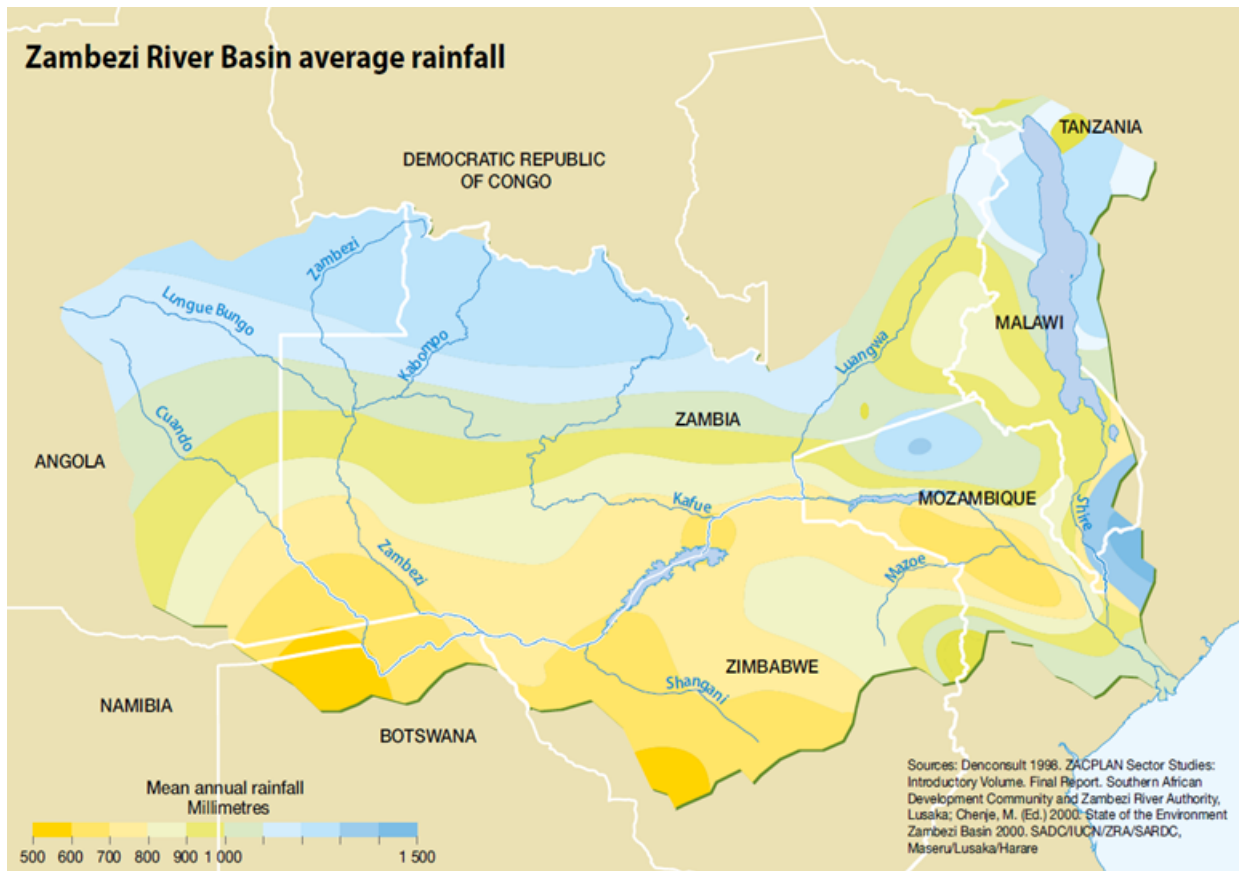 Zambezi River Basin average rainfall
TANZANIA
DEMOCRATIC REPUBLIC
OF CONGO
Zambezi
Lungue Bungo
MALAWI
Kabompo
Luangwa
Cuando
ZAMBIA
ANGOLA
Kafue
MOZAMBIQUE
Shire
Zambezi
Mazoe
ZIMBABWE
Shangani
NAMIBIA
BOTSWANA
Mean annual rainfall
Millimetres
500 600 700 800 900 1 000 1 500
Sources: Denconsult 1998. ZACPLAN Sector Studies:
Introductory Volume. Final Report. Southern African
Development Community and Zambezi River Authority,
Lusaka; Chenje, M. (Ed.) 2000. State of the Environment
Zambezi Basin 2000. SADC/IUCN/ZRA/SARDC,
Maseru/Lusaka/Harare